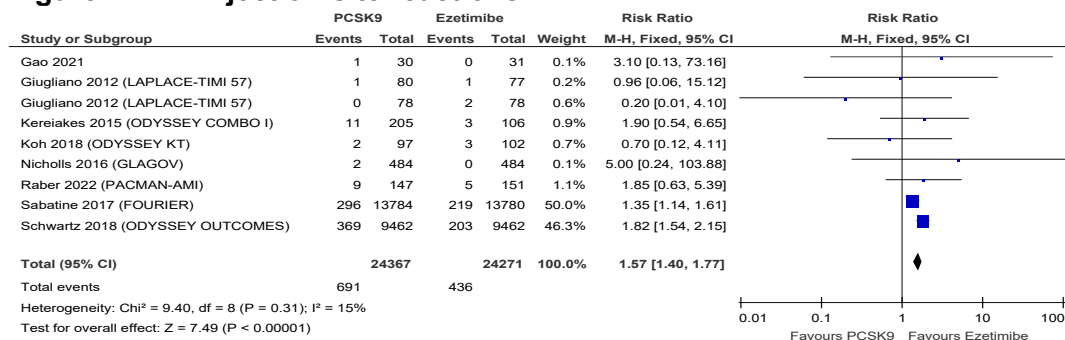 PCSK9 Ezetimibe Risk Ratio Risk Ratio
Study or Subgroup Events Total Events Total Weight M-H, Fixed, 95% CI M-H, Fixed, 95% CI
Gao 2021 1 30 0 31 0.1% 3.10 [0.13, 73.16]
Giugliano 2012 (LAPLACE-TIMI 57) 1 80 1 77 0.2% 0.96 [0.06, 15.12]
Giugliano 2012 (LAPLACE-TIMI 57) 0 78 2 78 0.6% 0.20 [0.01, 4.10]
Kereiakes 2015 (ODYSSEY COMBO I) 11 205 3 106 0.9% 1.90 [0.54, 6.65]
Koh 2018 (ODYSSEY KT) 2 97 3 102 0.7% 0.70 [0.12, 4.11]
Nicholls 2016 (GLAGOV) 2 484 0 484 0.1% 5.00 [0.24, 103.88]
Raber 2022 (PACMAN-AMI) 9 147 5 151 1.1% 1.85 [0.63, 5.39]
Sabatine 2017 (FOURIER) 296 13784 219 13780 50.0% 1.35 [1.14, 1.61]
Schwartz 2018 (ODYSSEY OUTCOMES) 369 9462 203 9462 46.3% 1.82 [1.54, 2.15]
Total (95% CI) 24367 24271 100.0% 1.57 [1.40, 1.77]
Total events 691 436
Heterogeneity: Chi² = 9.40, df = 8 (P = 0.31); I² = 15%
Test for overall effect: Z = 7.49 (P < 0.00001)
0.01 0.1 1 10 100
Favours PCSK9 Favours Ezetimibe